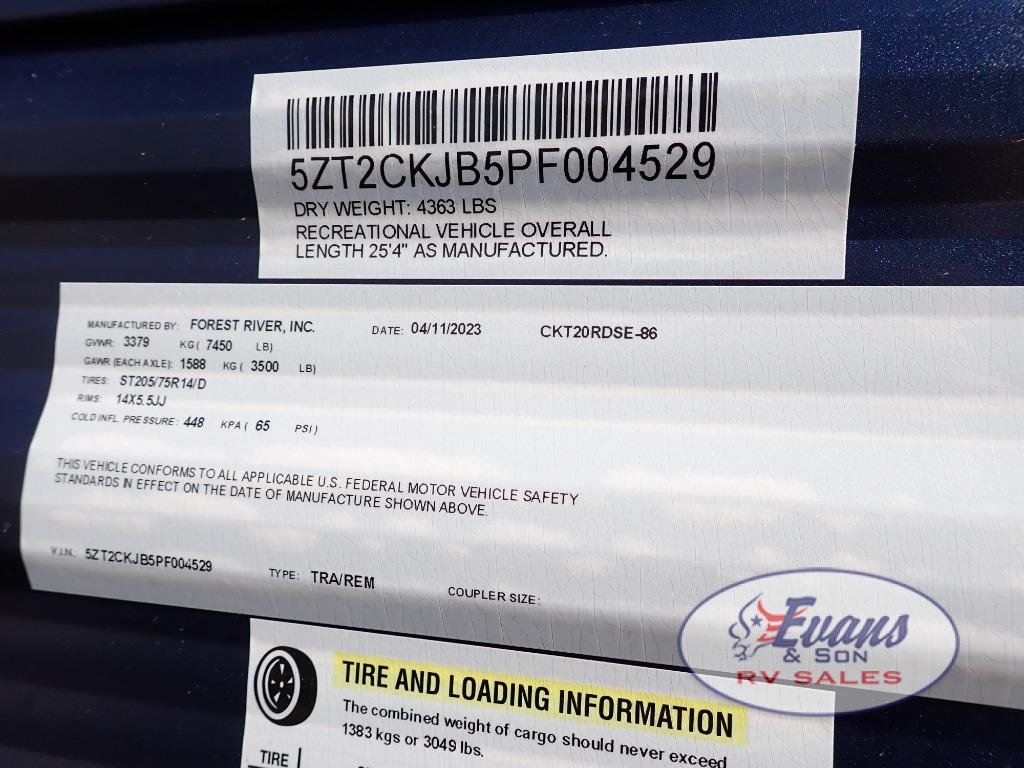 5ZT2CKJB5PF004529
DRY WEIGHT: 4363 LBS
RECREATIONAL VEHICLE OVERALL
LENGTH 25'4" AS MANUFACTURED.
MANUFACTURED BY: FOREST RIVER, INC. DATE: 04/11/2023 CKT20RDSE-86
GVWR: 3379 KG ( 7450 LB)
GAWR (EACH AXLE): 1588 KG ( 3500 LB)
TIRES: ST205/75R14/D
RIMS: 14X5.5JJ
COLD INFL. PRESSURE: 448 KPA ( 65 PSI)
THIS VEHICLE CONFORMS TO ALL APPLICABLE U.S. FEDERAL MOTOR VEHICLE SAFETY
STANDARDS IN EFFECT ON THE DATE OF MANUFACTURE SHOWN ABOVE.
V.I.N.: 5ZT2CKJB5PF004529 TYPE: TRA/REM COUPLER SIZE:
Evans
& SON
RV SALES
TIRE AND LOADING INFORMATION
The combined weight of cargo should never exceed
1383 kgs or 3049 lbs.
TIRE